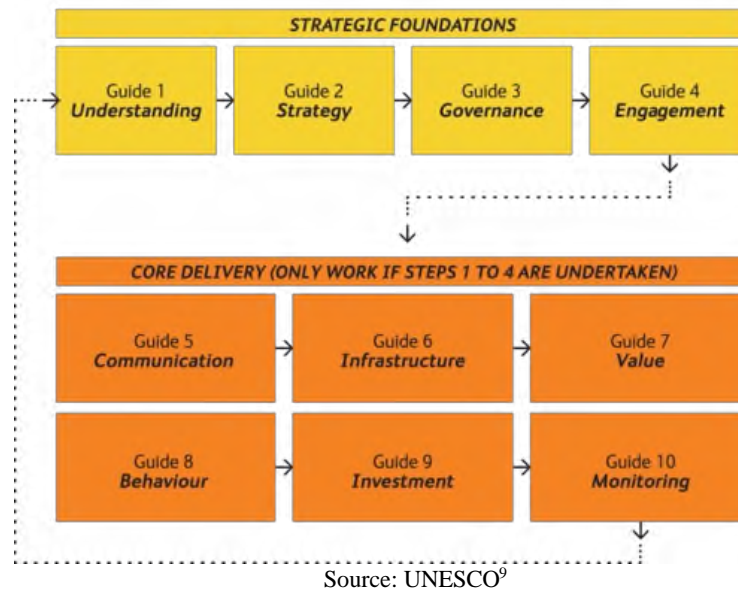 STRATEGIC FOUNDATIONS
Guide 1
Understanding
Guide 2
Strategy
Guide 3
Governance
Guide 4
Engagement
CORE DELIVERY (ONLY WORK IF STEPS 1 TO 4 ARE UNDERTAKEN)
Guide 5
Communication
Guide 6
Infrastructure
Guide 7
Value
Guide 8
Behaviour
Guide 9
Investment
Guide 10
Monitoring
Source: UNESCO⁹